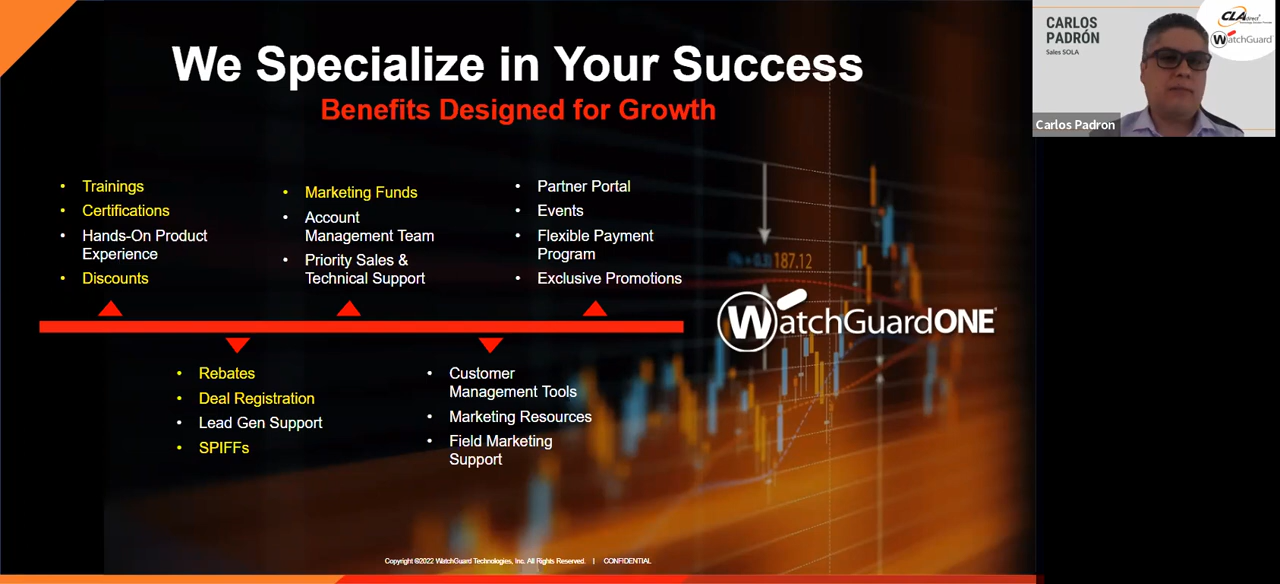 We Specialize in Your Success
Benefits Designed for Growth
• Trainings
• Certifications
• Hands-On Product
Experience
• Discounts
• Marketing Funds
• Account
Management Team
• Priority Sales &
Technical Support
• Partner Portal
• Events
• Flexible Payment
Program
• Exclusive Promotions
187.12
WatchGuardONE
• Rebates
• Deal Registration
• Lead Gen Support
• SPIFFs
• Customer
Management Tools
• Marketing Resources
• Field Marketing
Support
Copyright ©2022 WatchGuard Technologies, Inc. All Rights Reserved. | CONFIDENTIAL
CARLOS
PADRÓN
Sales SOLA
CLAdirect
WatchGuard
Carlos Padron